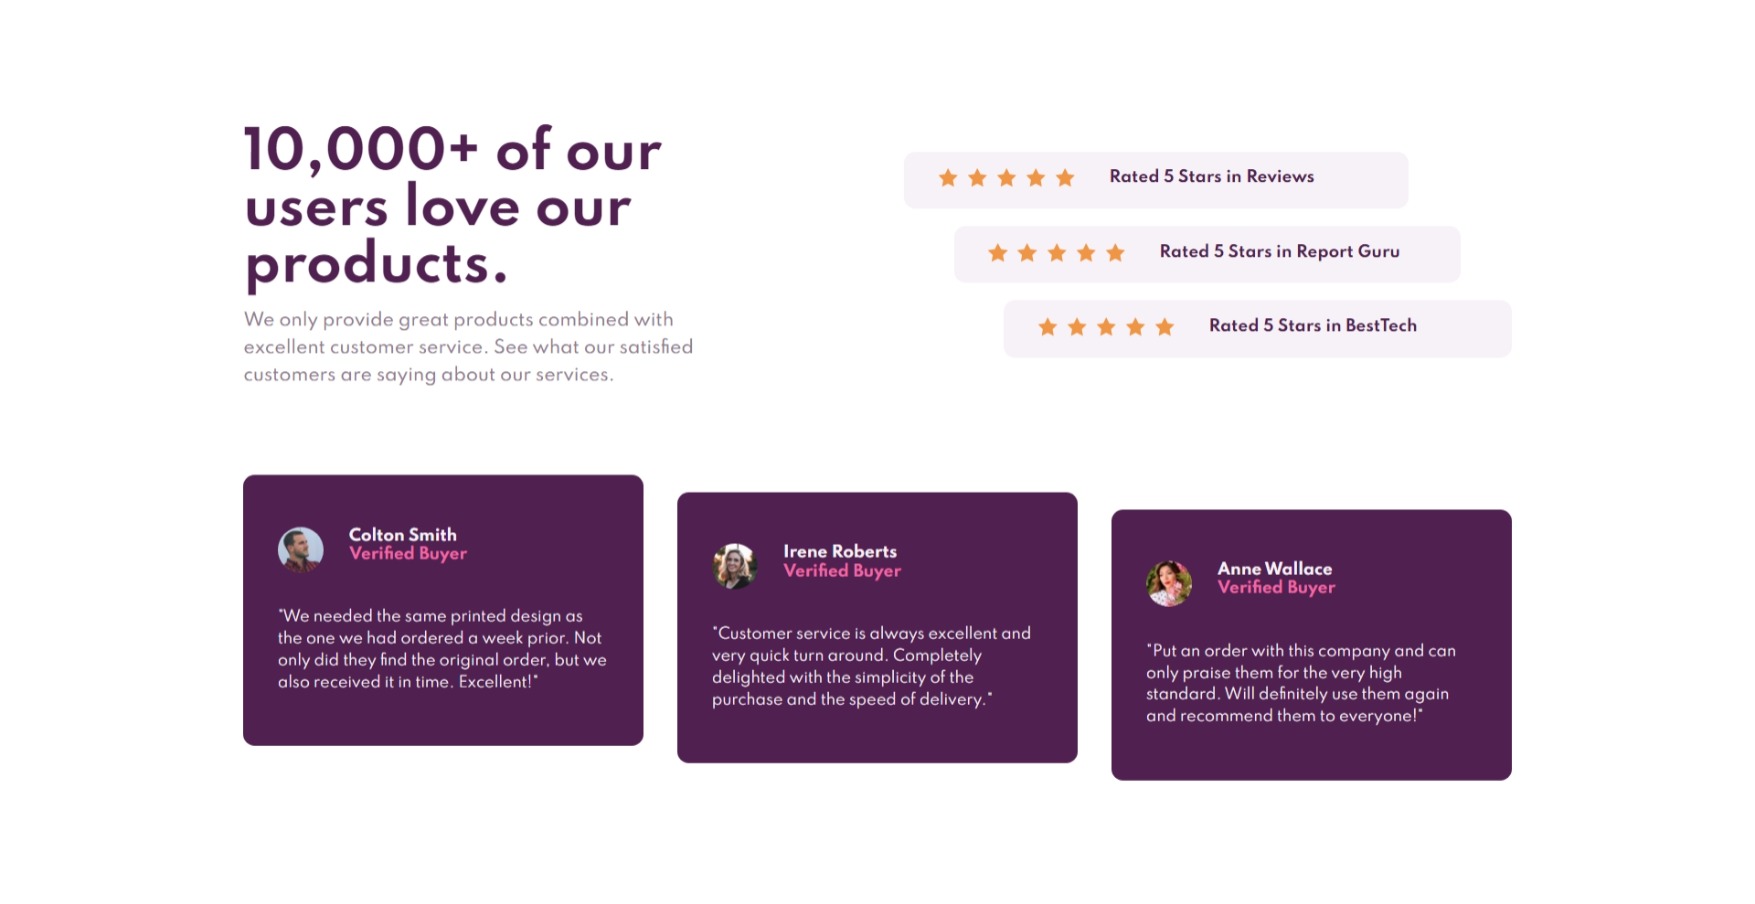 10,000+ of our
users love our
products.
We only provide great products combined with
excellent customer service. See what our satisfied
customers are saying about our services.
Rated 5 Stars in Reviews
Rated 5 Stars in Report Guru
Rated 5 Stars in BestTech
Colton Smith
Verified Buyer
"We needed the same printed design as
the one we had ordered a week prior. Not
only did they find the original order, but we
also received it in time. Excellent!"
Irene Roberts
Verified Buyer
"Customer service is always excellent and
very quick turn around. Completely
delighted with the simplicity of the
purchase and the speed of delivery."
Anne Wallace
Verified Buyer
"Put an order with this company and can
only praise them for the very high
standard. Will definitely use them again
and recommend them to everyone!"